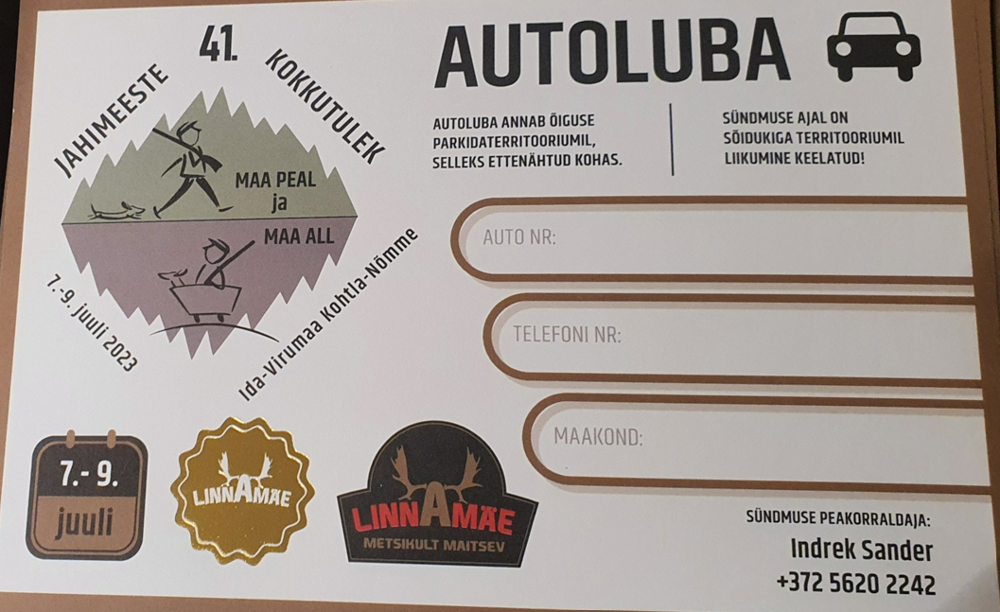 41.
JAHIMEESTE
KOKKUTULEK
MAA PEAL
ja
MAA ALL
7.-9. juuli 2023
Ida-Virumaa Kohtla-Nõmme
AUTOLUBA
AUTOLUBA ANNAB ÕIGUSE
PARKIDATERRITOORIUMIL,
SELLEKS ETTENÄHTUD KOHAS.
SÜNDMUSE AJAL ON
SÕIDUKIGA TERRITOORIUMIL
LIIKUMINE KEELATUD!
AUTO NR:
TELEFONI NR:
MAAKOND:
7.- 9.
juuli
LINNAMÄE
LINNAMÄE
METSIKULT MAITSEV
SÜNDMUSE PEAKORRALDAJA:
Indrek Sander
+372 5620 2242